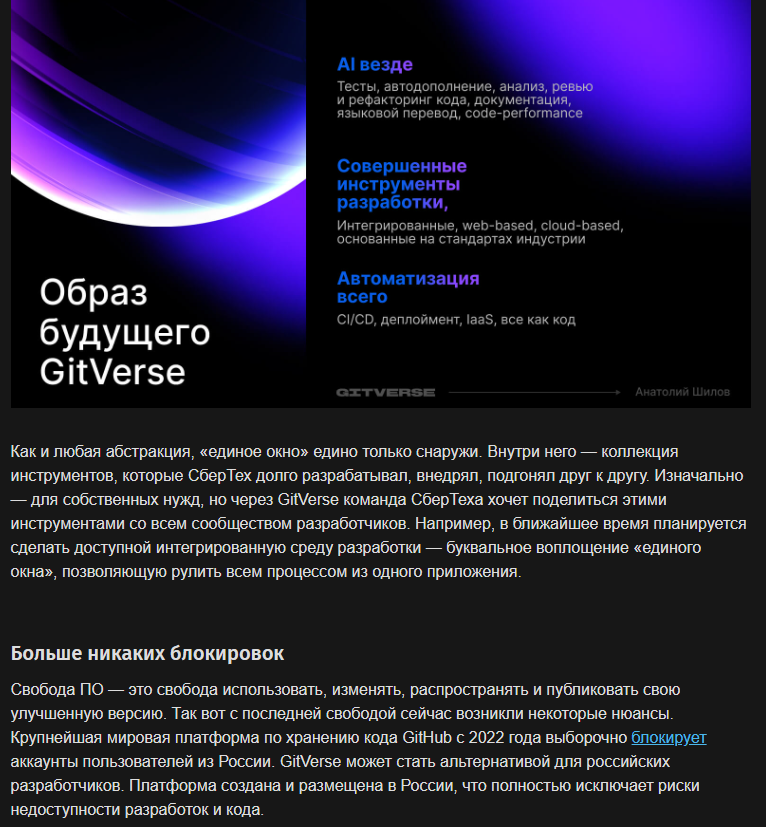 AI везде
Тесты, автодополнение, анализ, ревью
и рефакторинг кода, документация,
языковой перевод, code-performance
Совершенные
инструменты
разработки,
Интегрированные, web-based, cloud-based,
основанные на стандартах индустрии
Автоматизация
всего
CI/CD, деплоймент, IaaS, все как код
Образ
будущего
GitVerse
GITVERSE
Анатолий Шилов
Как и любая абстракция, «единое окно» едино только снаружи. Внутри него — коллекция
инструментов, которые СберТех долго разрабатывал, внедрял, подгонял друг к другу. Изначально
— для собственных нужд, но через GitVerse команда СберТеха хочет поделиться этими
инструментами со всем сообществом разработчиков. Например, в ближайшее время планируется
сделать доступной интегрированную среду разработки — буквальное воплощение «единого
окна», позволяющую рулить всем процессом из одного приложения.
Больше никаких блокировок
Свобода ПО — это свобода использовать, изменять, распространять и публиковать свою
улучшенную версию. Так вот с последней свободой сейчас возникли некоторые нюансы.
Крупнейшая мировая платформа по хранению кода GitHub с 2022 года выборочно блокирует
аккаунты пользователей из России. GitVerse может стать альтернативой для российских
разработчиков. Платформа создана и размещена в России, что полностью исключает риски
недоступности разработок и кода.